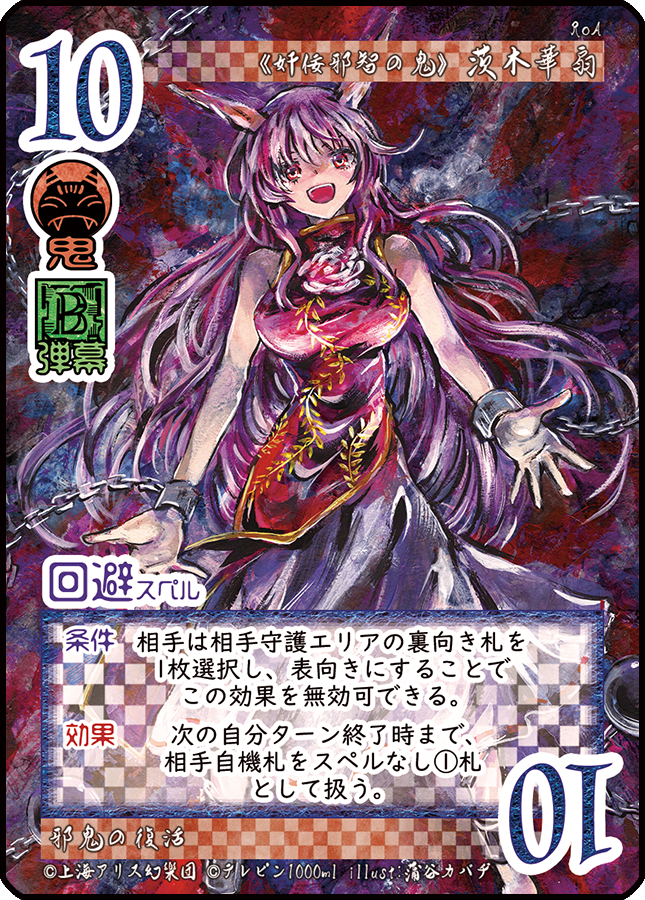 RoA
10
《奸佞邪智の鬼》 茨木華扇
鬼
B
弾幕
回避スペル
条件 相手は相手守護エリアの裏向き札を
1枚選択し、表向きにすることで
この効果を無効可できる。
効果 次の自分ターン終了時まで、
相手自機札をスペルなし①札
として扱う。
10
邪鬼の復活
©上海アリス幻樂団 ©テレピン1000ml illust:蒲谷カバヂ